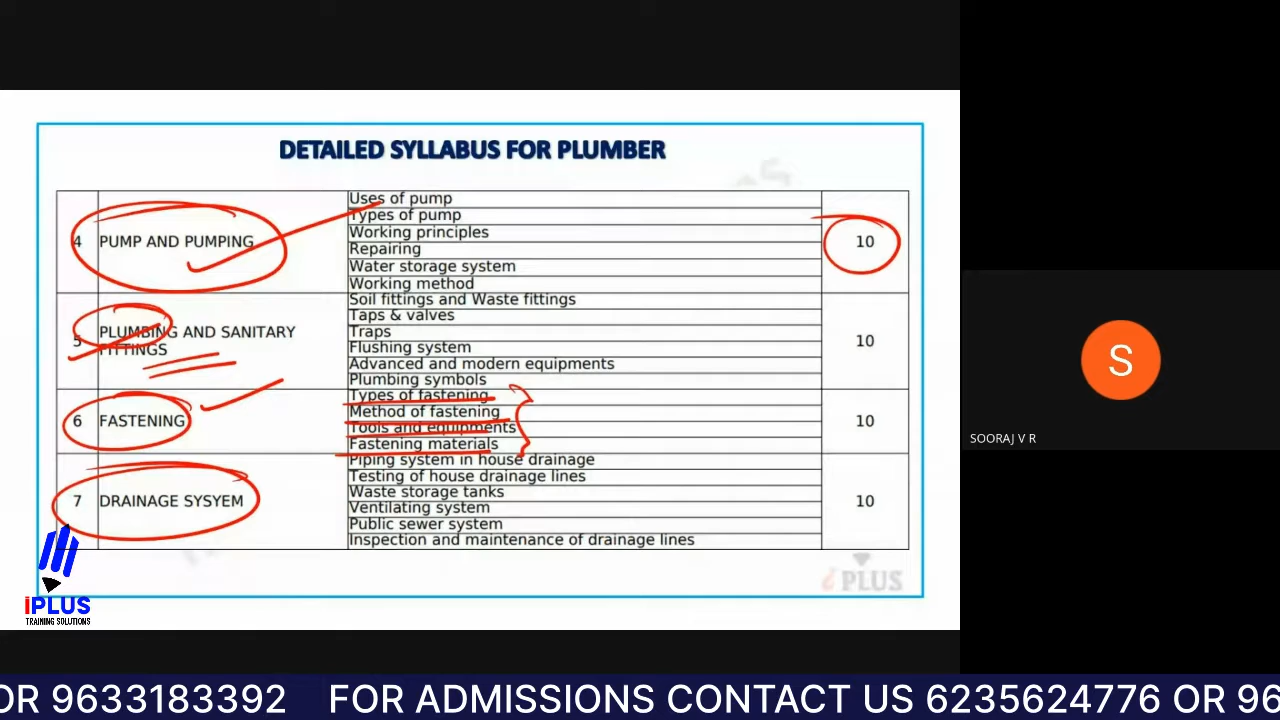 DETAILED SYLLABUS FOR PLUMBER
4 PUMP AND PUMPING
Uses of pump
Types of pump
Working principles
Repairing
Water storage system
Working method
10
5 PLUMBING AND SANITARY
FITTINGS
Soil fittings and Waste fittings
Taps & valves
Traps
Flushing system
Advanced and modern equipments
Plumbing symbols
10
6 FASTENING
Types of fastening
Method of fastening
Tools and equipments
Fastening materials
10
7 DRAINAGE SYSYEM
Piping system in house drainage
Testing of house drainage lines
Waste storage tanks
Ventilating system
Public sewer system
Inspection and maintenance of drainage lines
10
iPLUS
TRAINING SOLUTIONS
iPLUS
S
SOORAJ V R
OR 9633183392 FOR ADMISSIONS CONTACT US 6235624776 OR 96